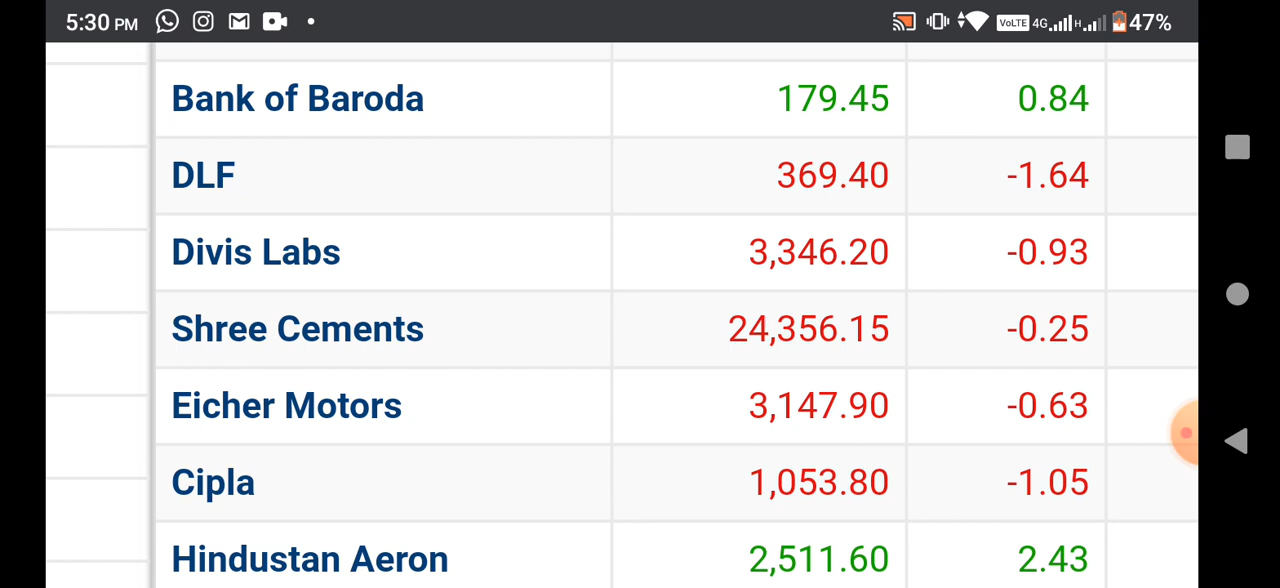 5:30 PM VoLTE 4G H 47%
Bank of Baroda 179.45 0.84
DLF 369.40 -1.64
Divis Labs 3,346.20 -0.93
Shree Cements 24,356.15 -0.25
Eicher Motors 3,147.90 -0.63
Cipla 1,053.80 -1.05
Hindustan Aeron 2,511.60 2.43